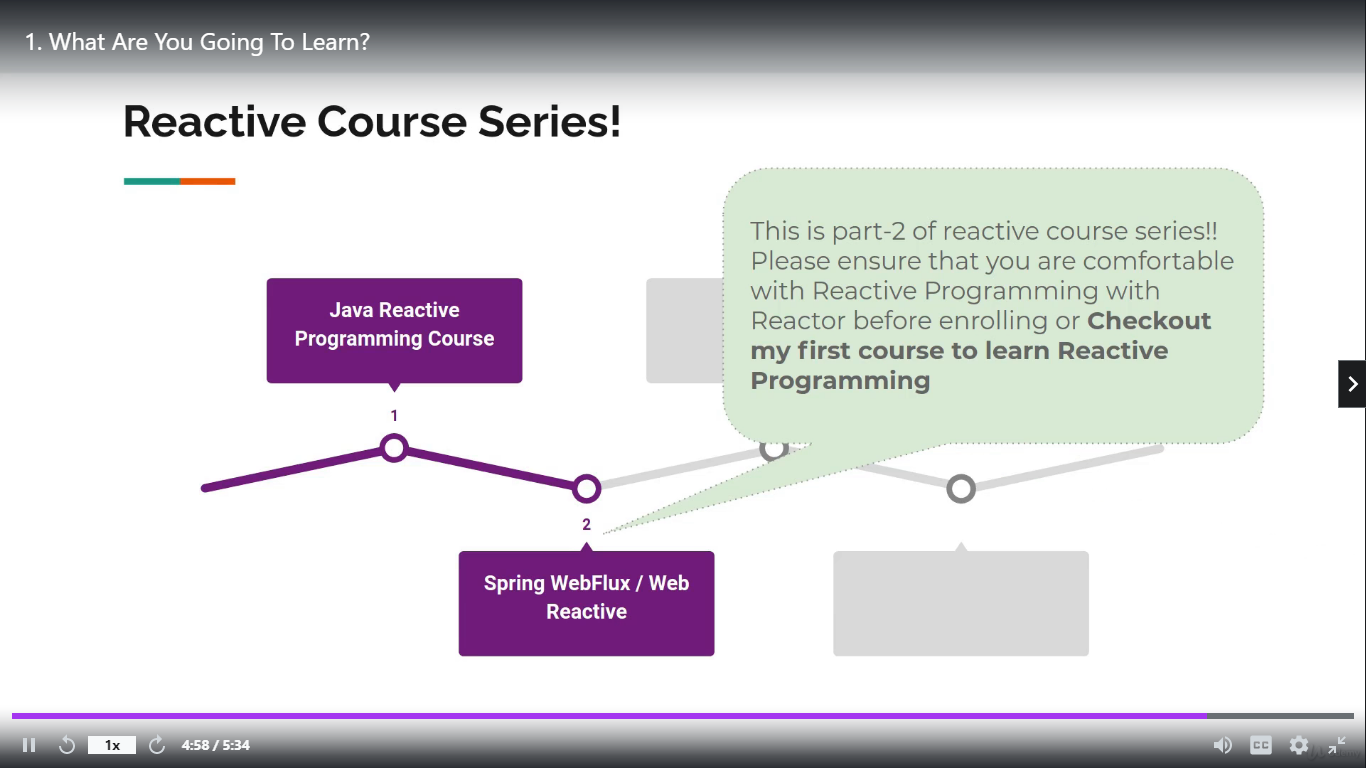 1. What Are You Going To Learn?
Reactive Course Series!
This is part-2 of reactive course series!!
Please ensure that you are comfortable
with Reactive Programming with
Reactor before enrolling or Checkout
my first course to learn Reactive
Programming
Java Reactive
Programming Course
1
2
Spring WebFlux / Web
Reactive
1x
4:58 / 5:34
CC